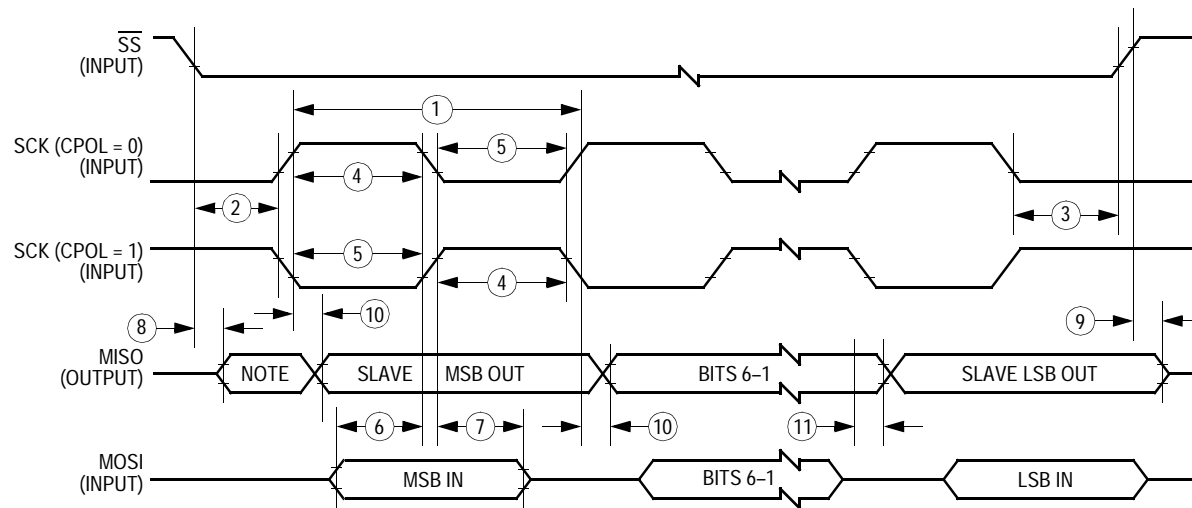 SS
(INPUT)
1
SCK (CPOL = 0)
(INPUT)
5
4
2
3
SCK (CPOL = 1)
(INPUT)
5
4
8
10
9
MISO
(OUTPUT)
NOTE
SLAVE
MSB OUT
BITS 6–1
SLAVE LSB OUT
6
7
10
11
MOSI
(INPUT)
MSB IN
BITS 6–1
LSB IN